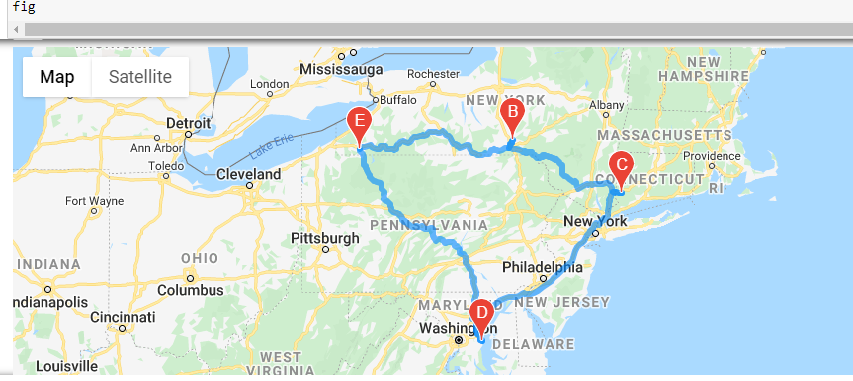 fig
MICHIGAN
Map
Satellite
Mississauga
Rochester
NEW
HAMPSHIRE
London
Buffalo
NEW YORK
B
Albany
E
Detroit
MASSACHUSETTS
Ann Arbor
Lake Erie
Toledo
C
Providence
Cleveland
CONNECTICUT
RI
Fort Wayne
New York
PENNSYLVANIA
Pittsburgh
INDIANA
OHIO
Philadelphia
Columbus
ndianapolis
MARYLAND
NEW JERSEY
D
Cincinnati
Washington
DELAWARE
WEST
VIRGINIA
Louisville